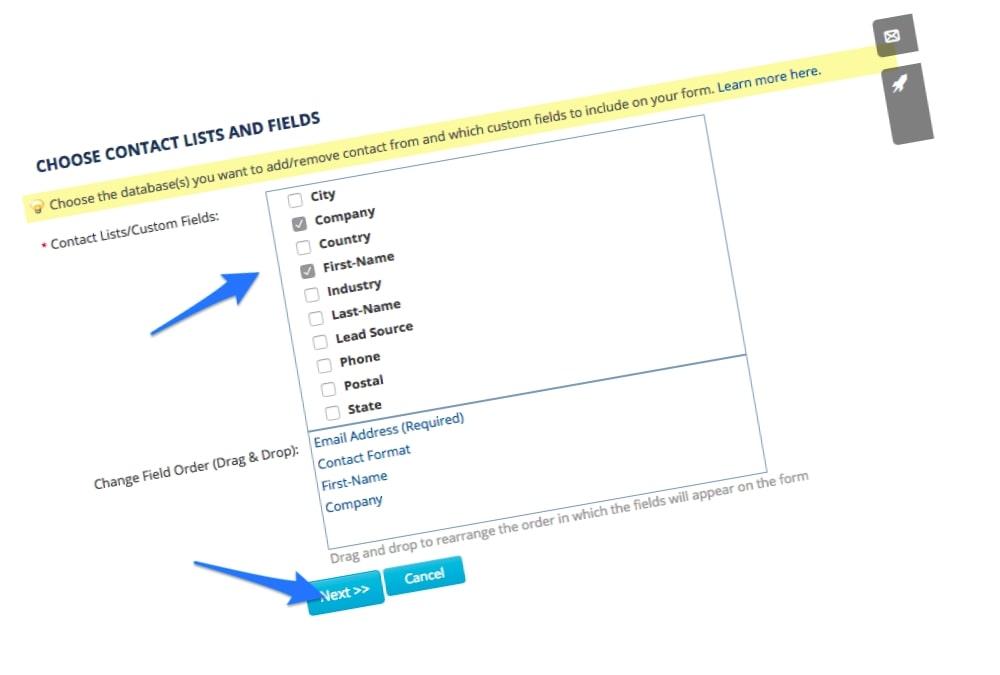 CHOOSE CONTACT LISTS AND FIELDS
Choose the database(s) you want to add/remove contact from and which custom fields to include on your form. Learn more here.
* Contact Lists/Custom Fields:
City
Company
Country
First-Name
Industry
Last-Name
Lead Source
Phone
Postal
State
Change Field Order (Drag & Drop):
Email Address (Required)
Contact Format
First-Name
Company
Drag and drop to rearrange the order in which the fields will appear on the form
Next >>
Cancel